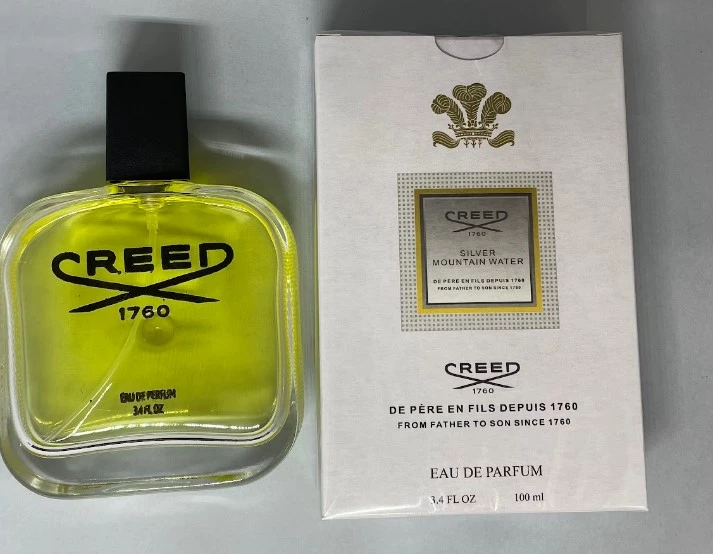 CREED
1760
EAU DE PERFUM
3.4 FL OZ
CREED
1760
SILVER
MOUNTAIN WATER
DE PÈRE EN FILS DEPUIS 1760
FROM FATHER TO SON SINCE 1760
CREED
1760
DE PÈRE EN FILS DEPUIS 1760
FROM FATHER TO SON SINCE 1760
EAU DE PARFUM
3.4 FL OZ 100 ml